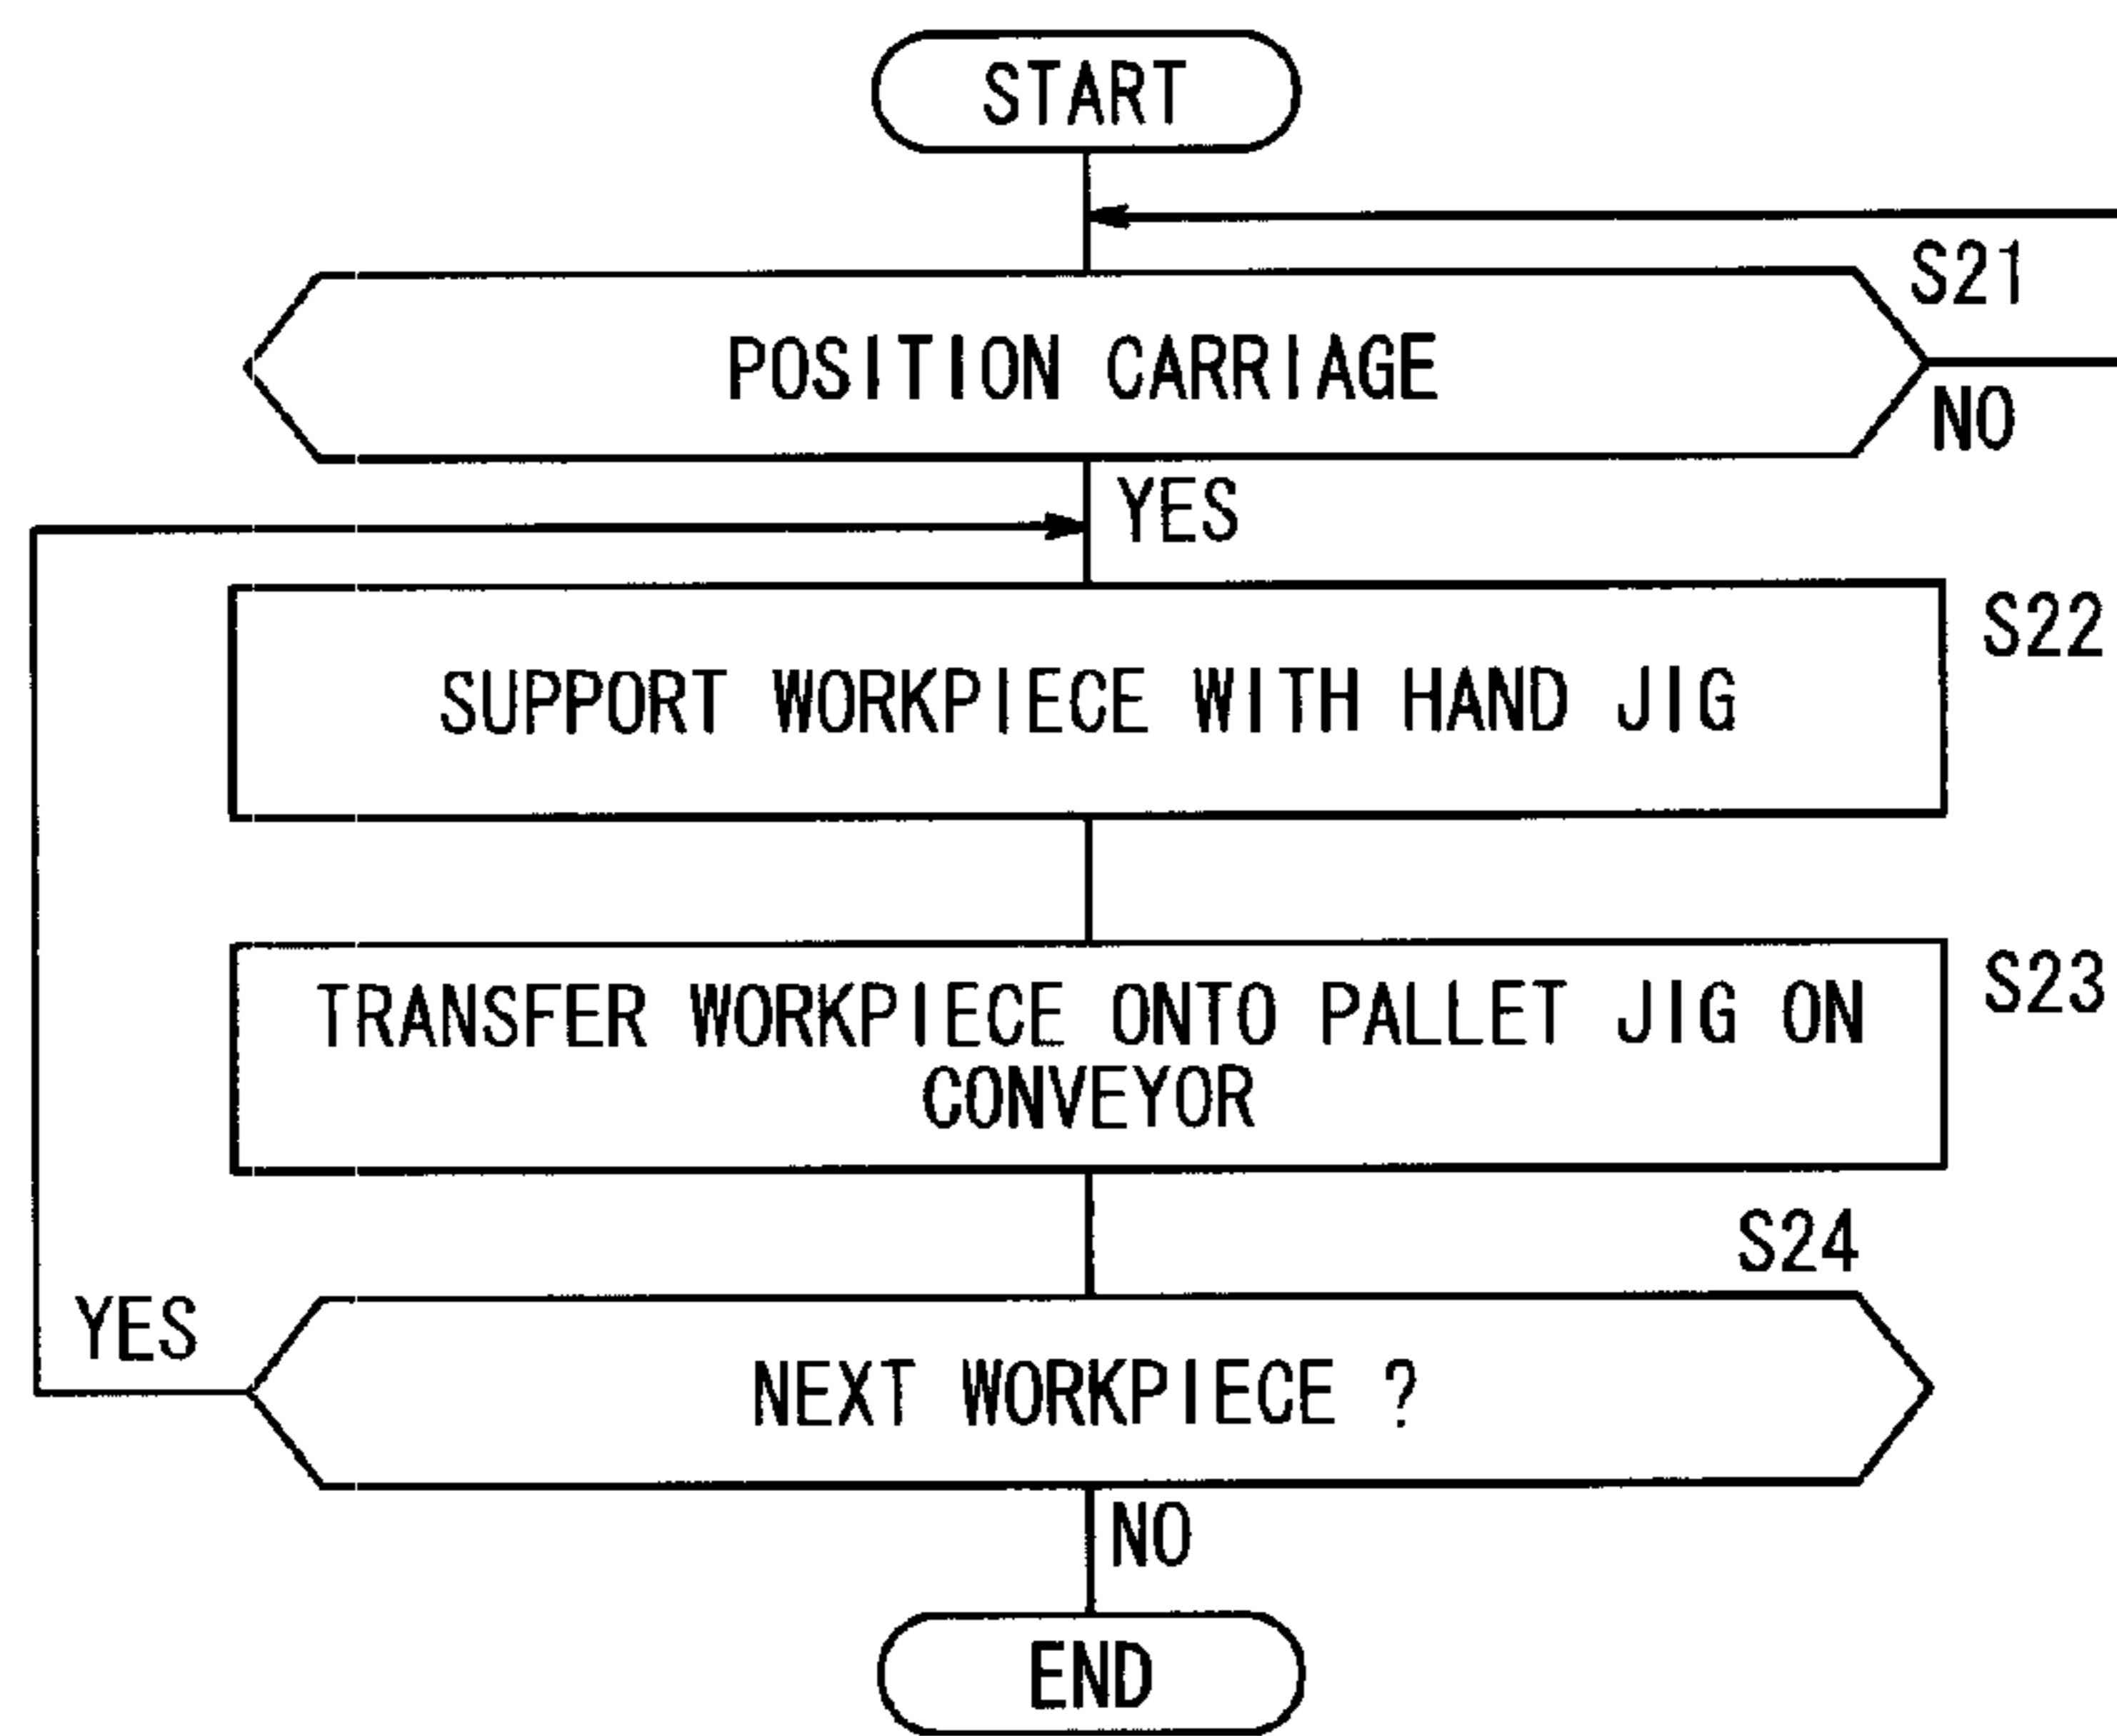 START
S21
POSITION CARRIAGE
NO
YES
S22
SUPPORT WORKPIECE WITH HAND JIG
S23
TRANSFER WORKPIECE ONTO PALLET JIG ON
CONVEYOR
S24
YES
NEXT WORKPIECE ?
NO
END